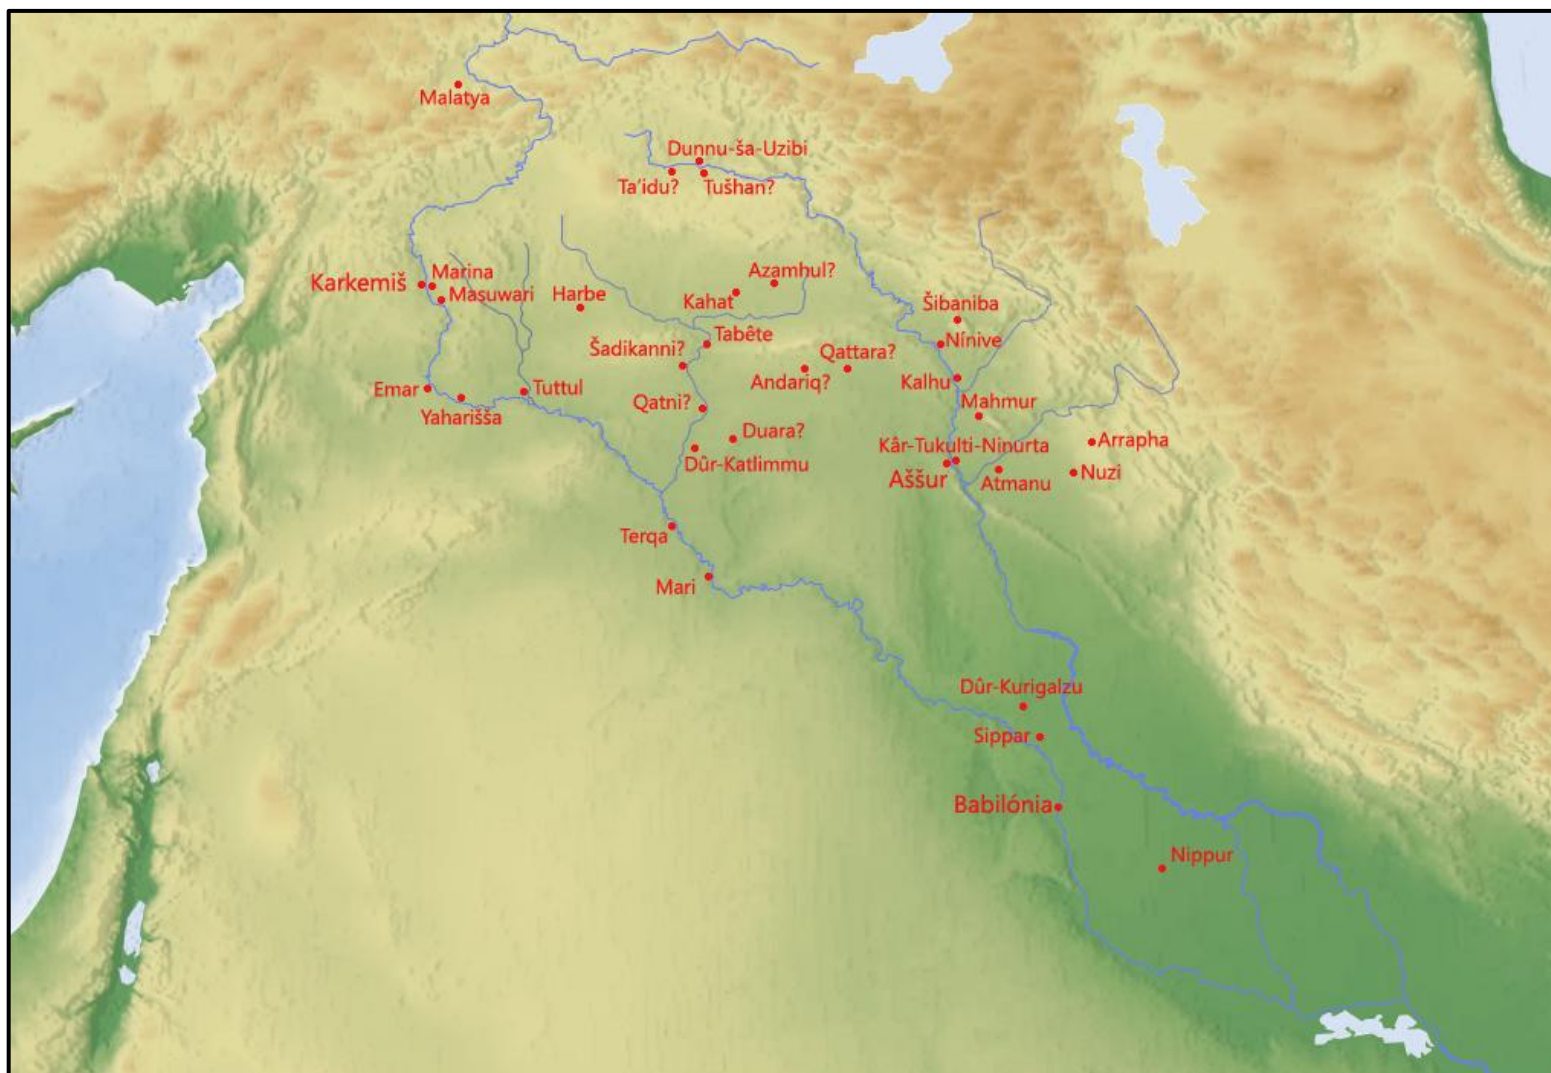 Malatya
Dunnu-ša-Uzibi
Ta'idu?
Tušhan?
Karkemiš
Marina
Masuwari
Harbe
Azamhul?
Kahat
Šibaniba
Tabête
Nínive
Šadikanni?
Qattara?
Andariq?
Kalhu
Emar
Tuttul
Yaharišša
Qatni?
Mahmur
Duara?
Arrapha
Kâr-Tukulti-Ninurta
Dûr-Katlimmu
Aššur
Atmanu
Nuzi
Terqa
Mari
Dûr-Kurigalzu
Sippar
Babilónia
Nippur